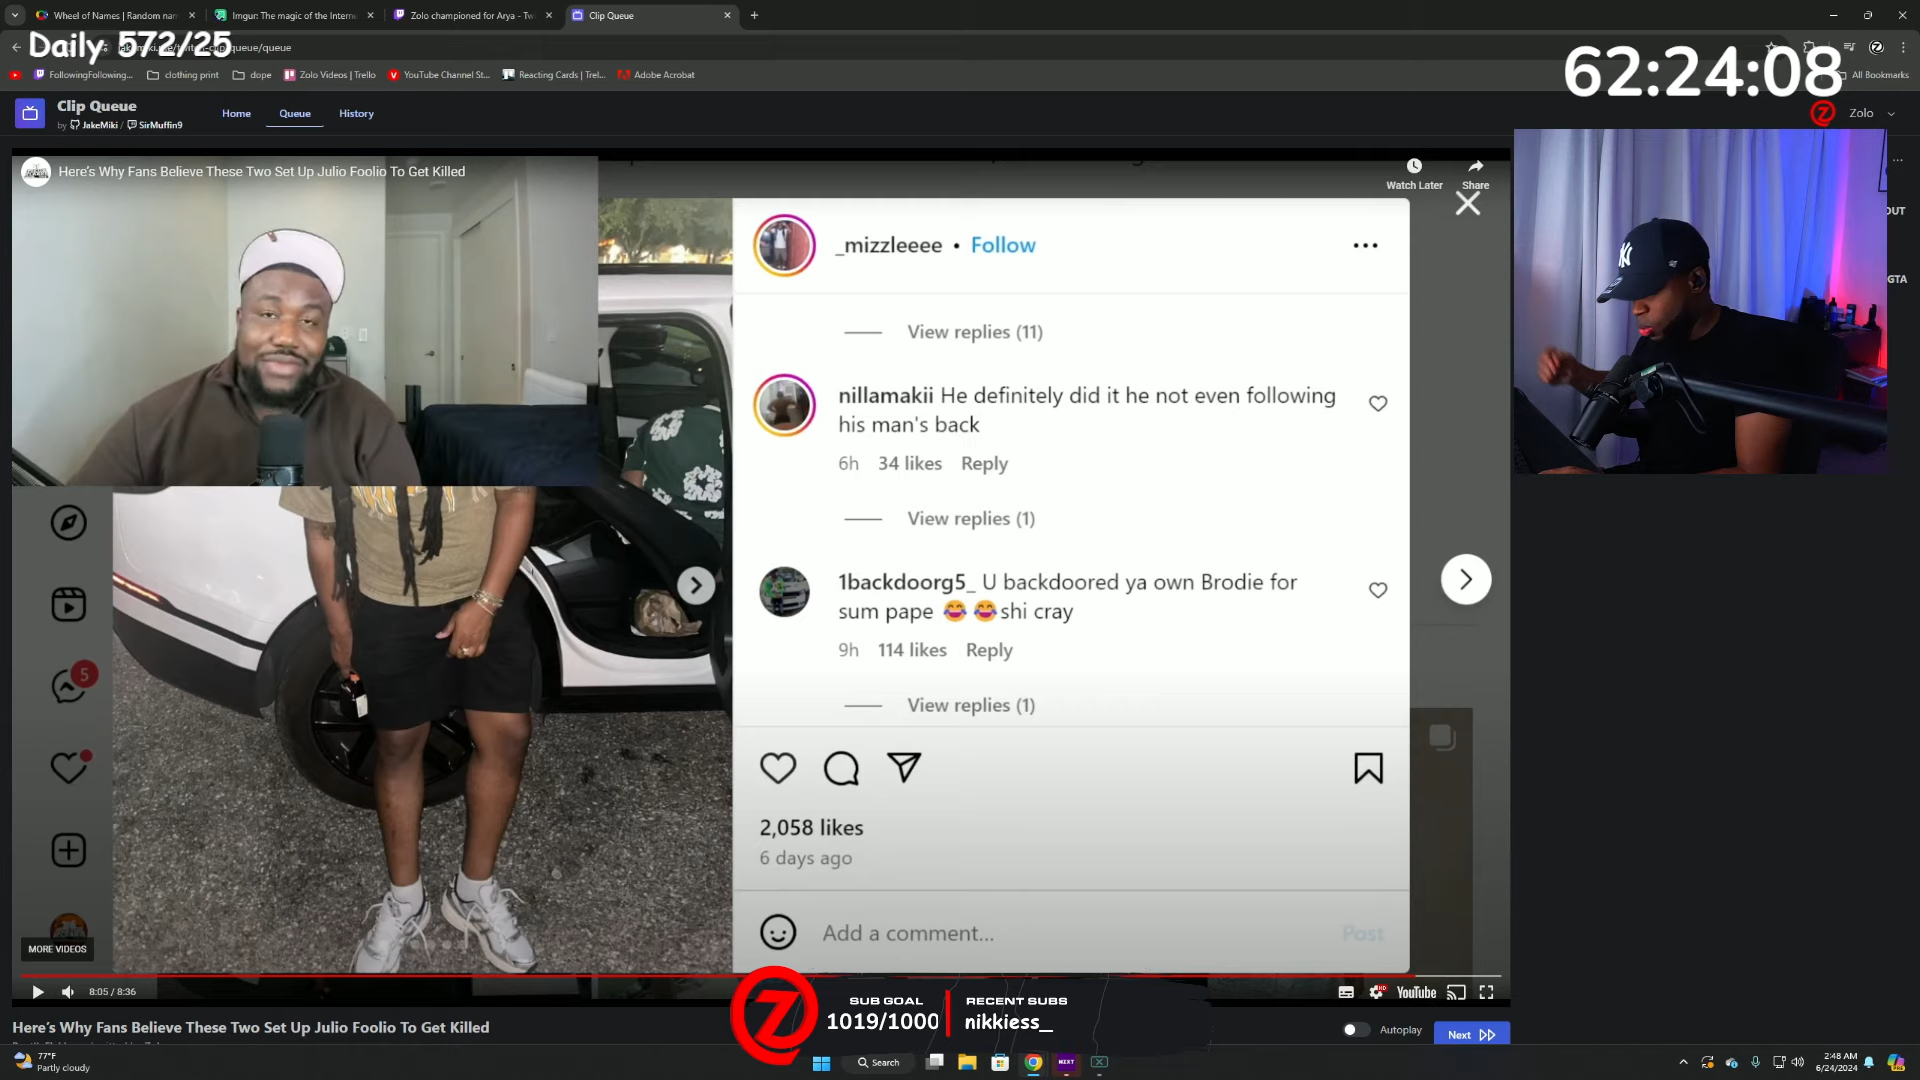 Wheel of Names | Random nam
Imgur: The magic of the Interne
Zolo championed for Arya - Tw
Clip Queue
Daily 572/25
queue/queue
62:24:08
FollowingFollowing...
clothing print
dope
Zolo Videos | Trello
YouTube Channel St...
Reacting Cards | Trel...
Adobe Acrobat
All Bookmarks
Clip Queue
by JakeMiki / SirMuffin9
Home
Queue
History
Zolo
Here's Why Fans Believe These Two Set Up Julio Foolio To Get Killed
Watch Later
Share
OUT
GTA
_mizzleeee • Follow
View replies (11)
nillamakii He definitely did it he not even following
his man's back
6h 34 likes Reply
View replies (1)
1backdoorg5_ U backdoored ya own Brodie for
sum pape 😂 😂shi cray
9h 114 likes Reply
View replies (1)
5
2,058 likes
6 days ago
Add a comment...
Post
MORE VIDEOS
8:05 / 8:36
HD
YouTube
SUB GOAL
1019/1000
RECENT SUBS
nikkiess_
Here's Why Fans Believe These Two Set Up Julio Foolio To Get Killed
Autoplay
Next
77°F
Partly cloudy
Search
2:48 AM
6/24/2024